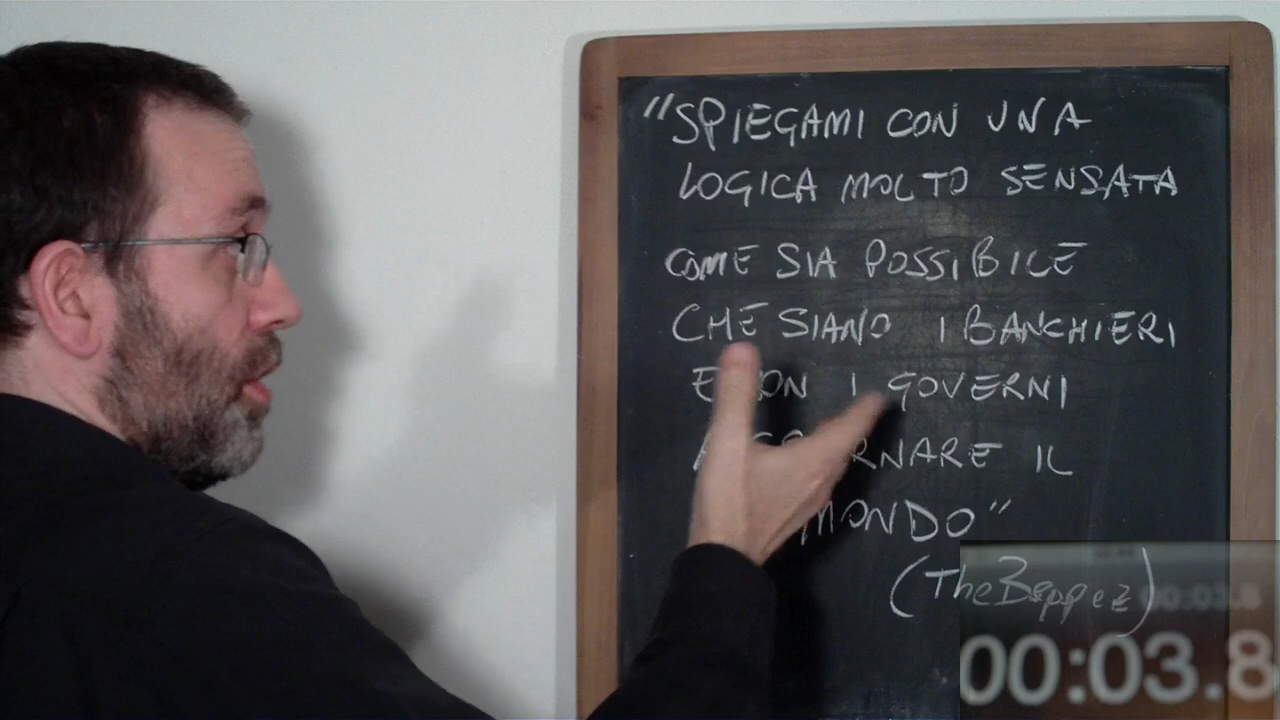 "SPIEGAMI CON UNA
LOGICA MOLTO SENSATA
COME SIA POSSIBILE
CHE SIANO I BANCHIERI
I GOVERNI
IL
MONDO"
(TheBeppez)
00:03.8
00:03.8